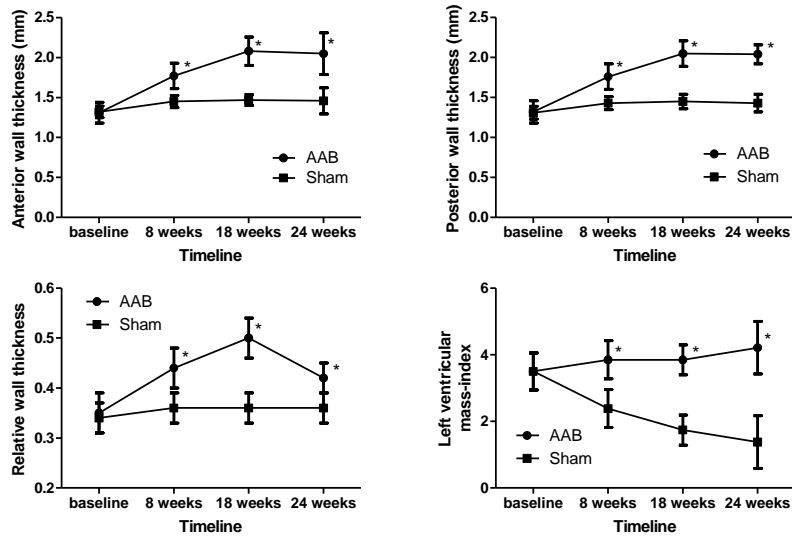 Anterior wall thickness (mm)
2.5
2.0
1.5
1.0
0.5
0.0
*
*
*
AAB
Sham
baseline 8 weeks 18 weeks 24 weeks
Timeline
Posterior wall thickness (mm)
2.5
2.0
1.5
1.0
0.5
0.0
*
*
*
AAB
Sham
baseline 8 weeks 18 weeks 24 weeks
Timeline
Relative wall thickness
0.6
0.5
0.4
0.3
0.2
AAB
Sham
*
*
*
baseline 8 weeks 18 weeks 24 weeks
Timeline
Left ventricular
mass-index
6
4
2
0
*
*
*
AAB
Sham
baseline 8 weeks 18 weeks 24 weeks
Timeline